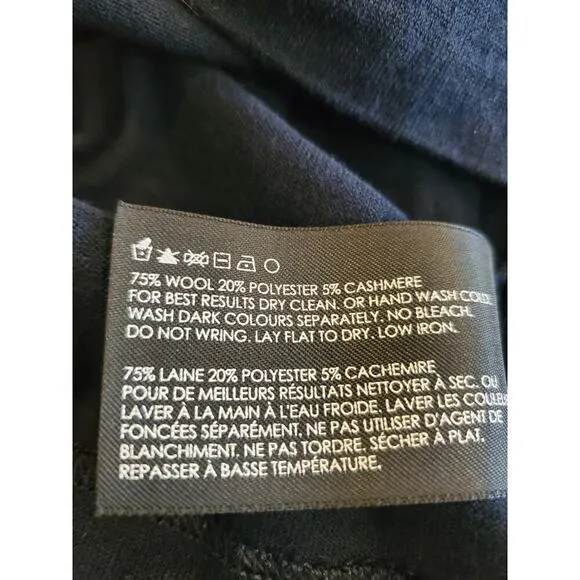 75% WOOL 20% POLYESTER 5% CASHMERE
FOR BEST RESULTS DRY CLEAN. OR HAND WASH COLD.
WASH DARK COLOURS SEPARATELY. NO BLEACH.
DO NOT WRING. LAY FLAT TO DRY. LOW IRON.
75% LAINE 20% POLYESTER 5% CACHEMIRE
POUR DE MEILLEURS RÉSULTATS NETTOYER À SEC. OU
LAVER À LA MAIN À L'EAU FROIDE. LAVER LES COULEURS
FONCÉES SÉPARÉMENT. NE PAS UTILISER D'AGENT DE
BLANCHIMENT. NE PAS TORDRE. SÉCHER À PLAT.
REPASSER À BASSE TEMPÉRATURE.